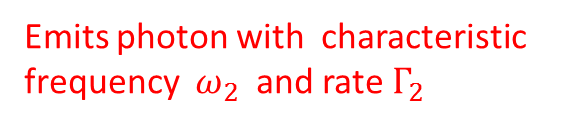 Emits photon with characteristic
frequency ω₂ and rate Γ₂